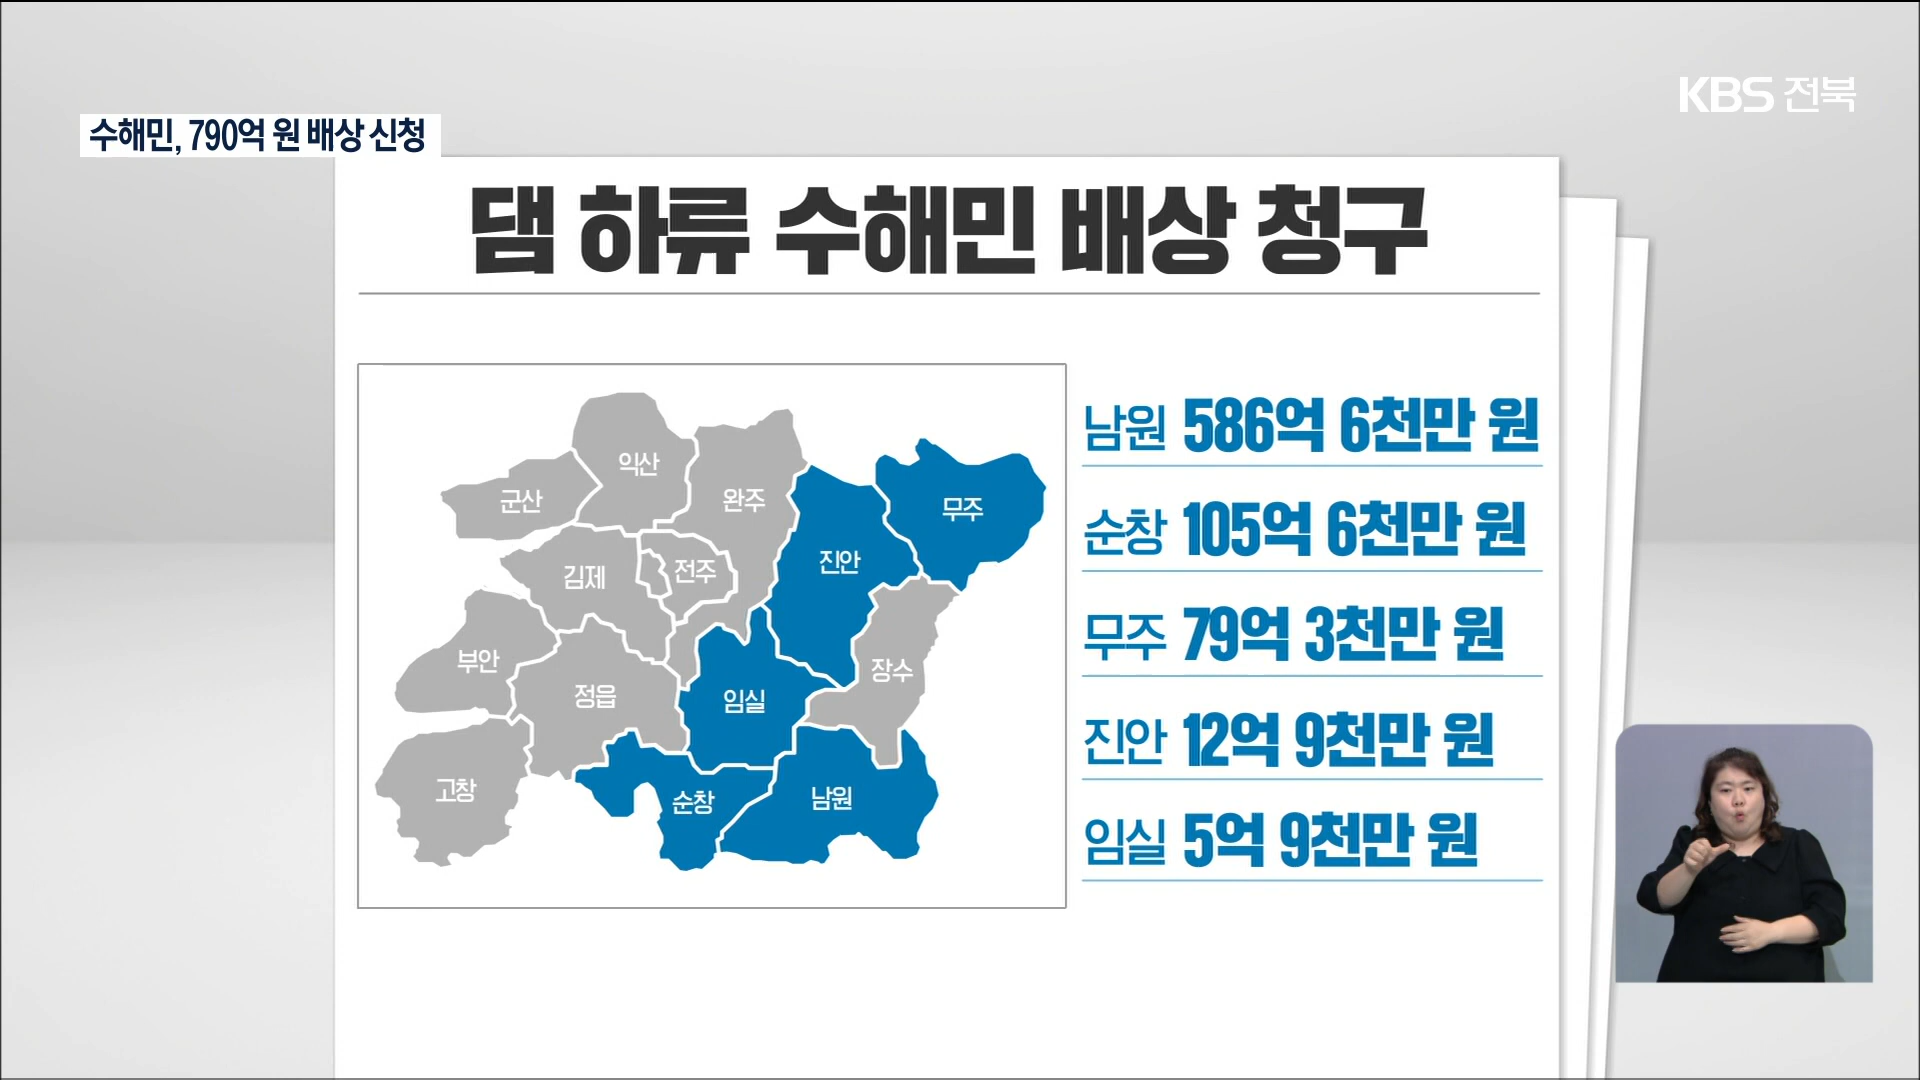 KBS 전북
수해민, 790억 원 배상 신청
댐 하류 수해민 배상 청구
익산
군산
완주
무주
진안
김제
전주
부안
정읍
임실
장수
고창
순창
남원
남원 586억 6천만 원
순창 105억 6천만 원
무주 79억 3천만 원
진안 12억 9천만 원
임실 5억 9천만 원